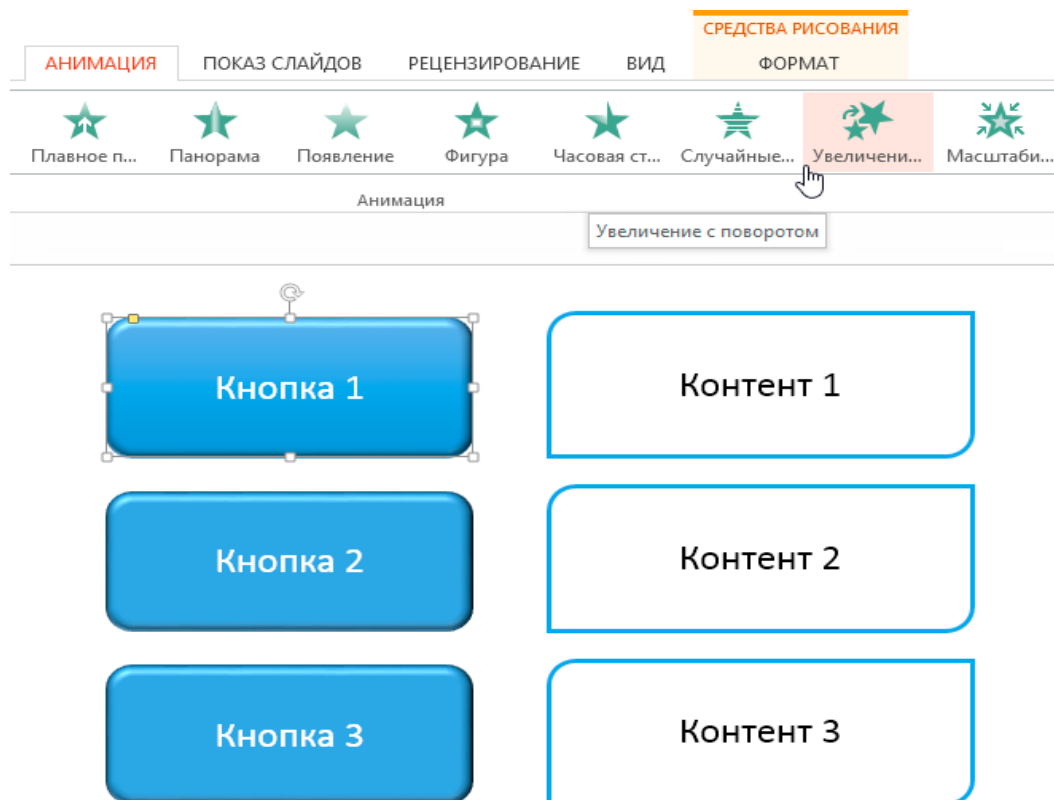 СРЕДСТВА РИСОВАНИЯ
АНИМАЦИЯ ПОКАЗ СЛАЙДОВ РЕЦЕНЗИРОВАНИЕ ВИД ФОРМАТ
Плавное п... Панорама Появление Фигура Часовая ст... Случайные... Увеличени... Масштаби...
Анимация
Увеличение с поворотом
Кнопка 1 Контент 1
Кнопка 2 Контент 2
Кнопка 3 Контент 3